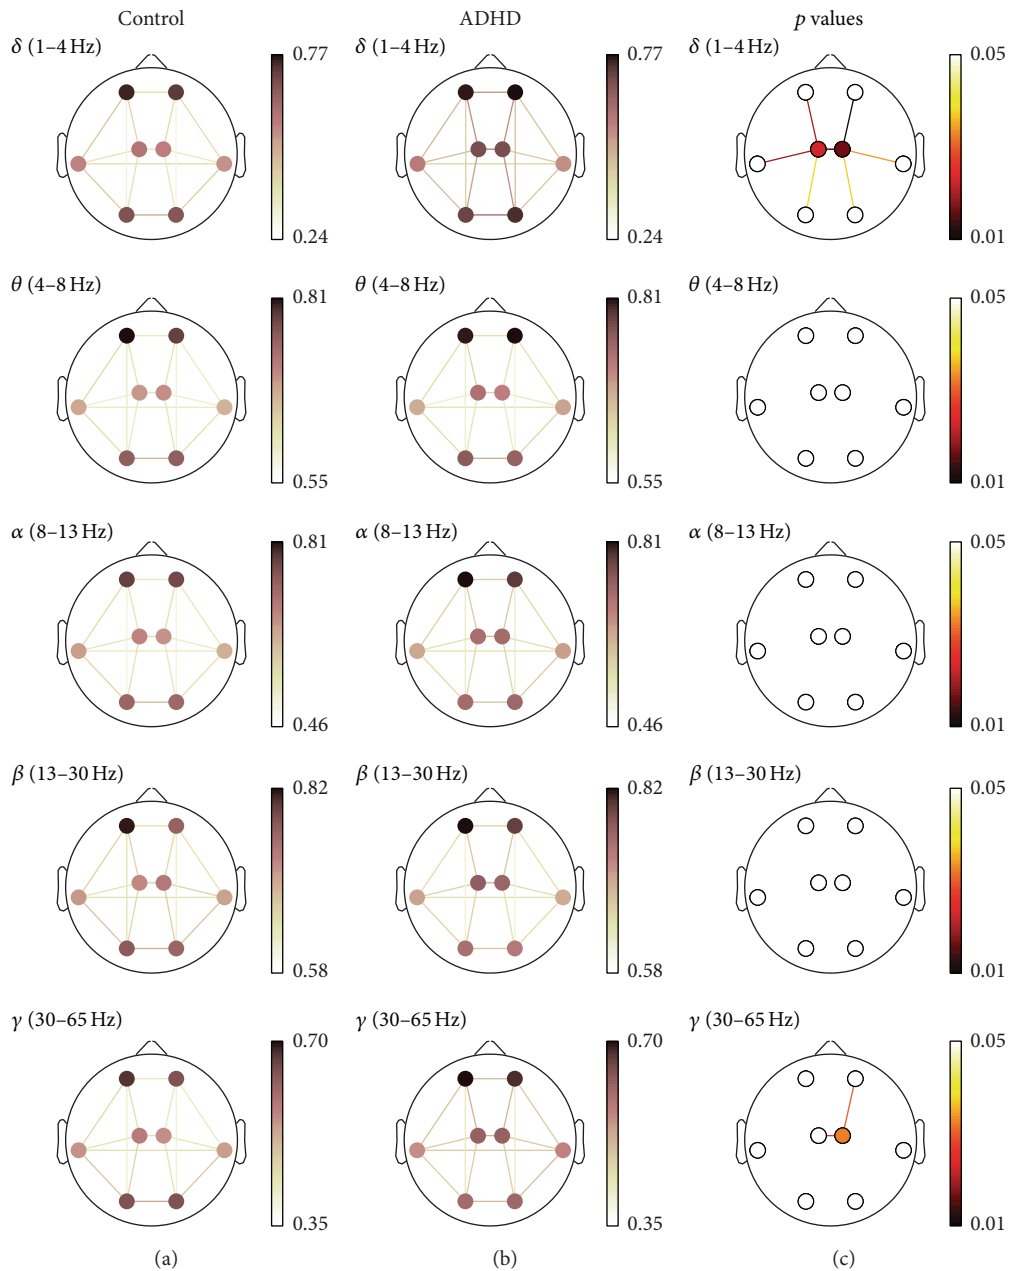 Control ADHD p values
δ (1–4 Hz) δ (1–4 Hz) δ (1–4 Hz)
0.77 0.77 0.05
0.24 0.24 0.01
θ (4–8 Hz) θ (4–8 Hz) θ (4–8 Hz)
0.81 0.81 0.05
0.55 0.55 0.01
α (8–13 Hz) α (8–13 Hz) α (8–13 Hz)
0.81 0.81 0.05
0.46 0.46 0.01
β (13–30 Hz) β (13–30 Hz) β (13–30 Hz)
0.82 0.82 0.05
0.58 0.58 0.01
γ (30–65 Hz) γ (30–65 Hz) γ (30–65 Hz)
0.70 0.70 0.05
0.35 0.35 0.01
(a) (b) (c)